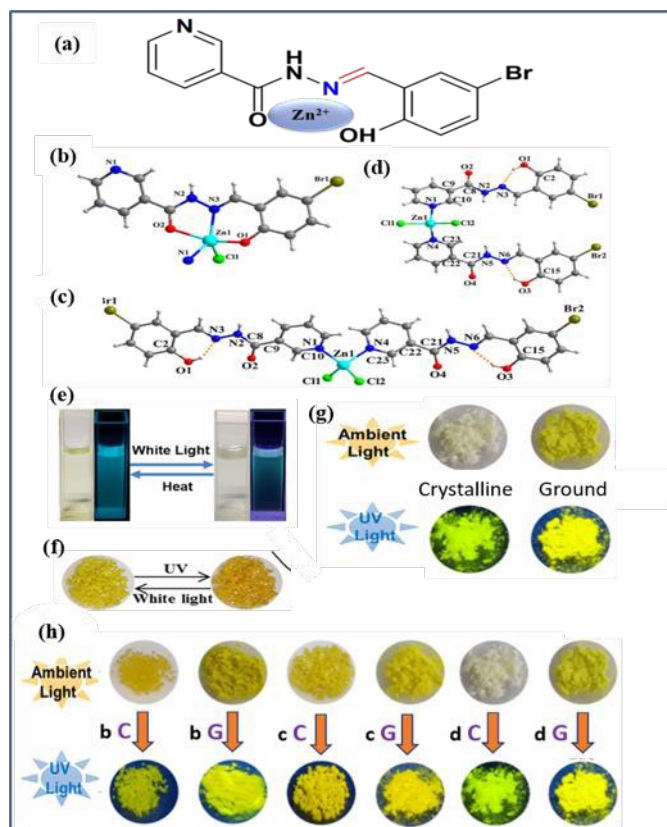 (a)
N
H
N
N
O
Zn2+
OH
Br
(b)
N1
Br1
N2
N3
O2
Zn1
O1
N1
Cl1
(d)
O1
O2
C2
C9
N2
C8
N3
C10
Br1
N1
Cl1
Zn1
Cl2
N4
C23
Br2
C21
N6
C22
N5
C15
O4
O3
(c)
Br1
Br2
N3
C8
N1
N4
C21
N6
C2
N2
C9
C10
Zn1
C23
C22
N5
C15
O1
O2
Cl1
Cl2
O4
O3
(e)
White Light
Heat
(g)
Ambient
Light
Crystalline Ground
UV
Light
(f)
UV
White light
(h)
Ambient
Light
b C b G c C c G d C d G
UV
Light